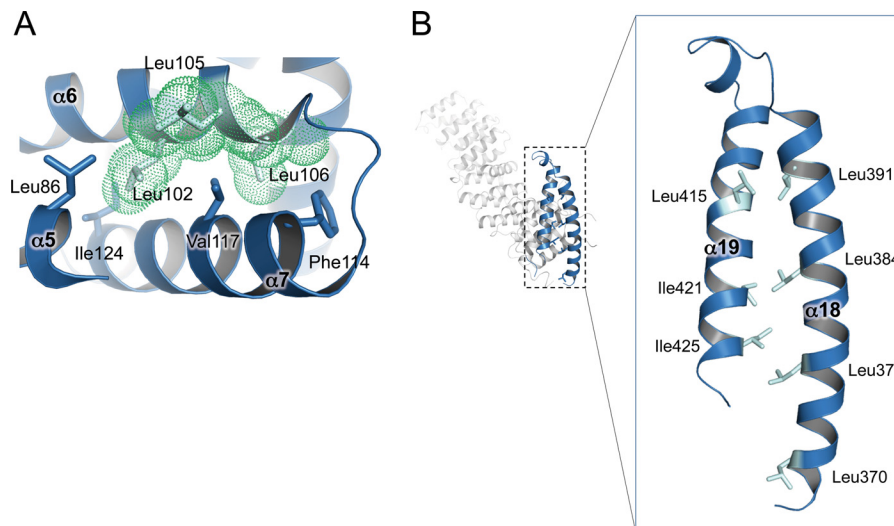 A
B
Leu105
α6
Leu86
Leu102
Leu106
α5
Ile124
Val117
α7
Phe114
Leu391
Leu415
α19
Leu384
Ile421
α18
Ile425
Leu37
Leu370